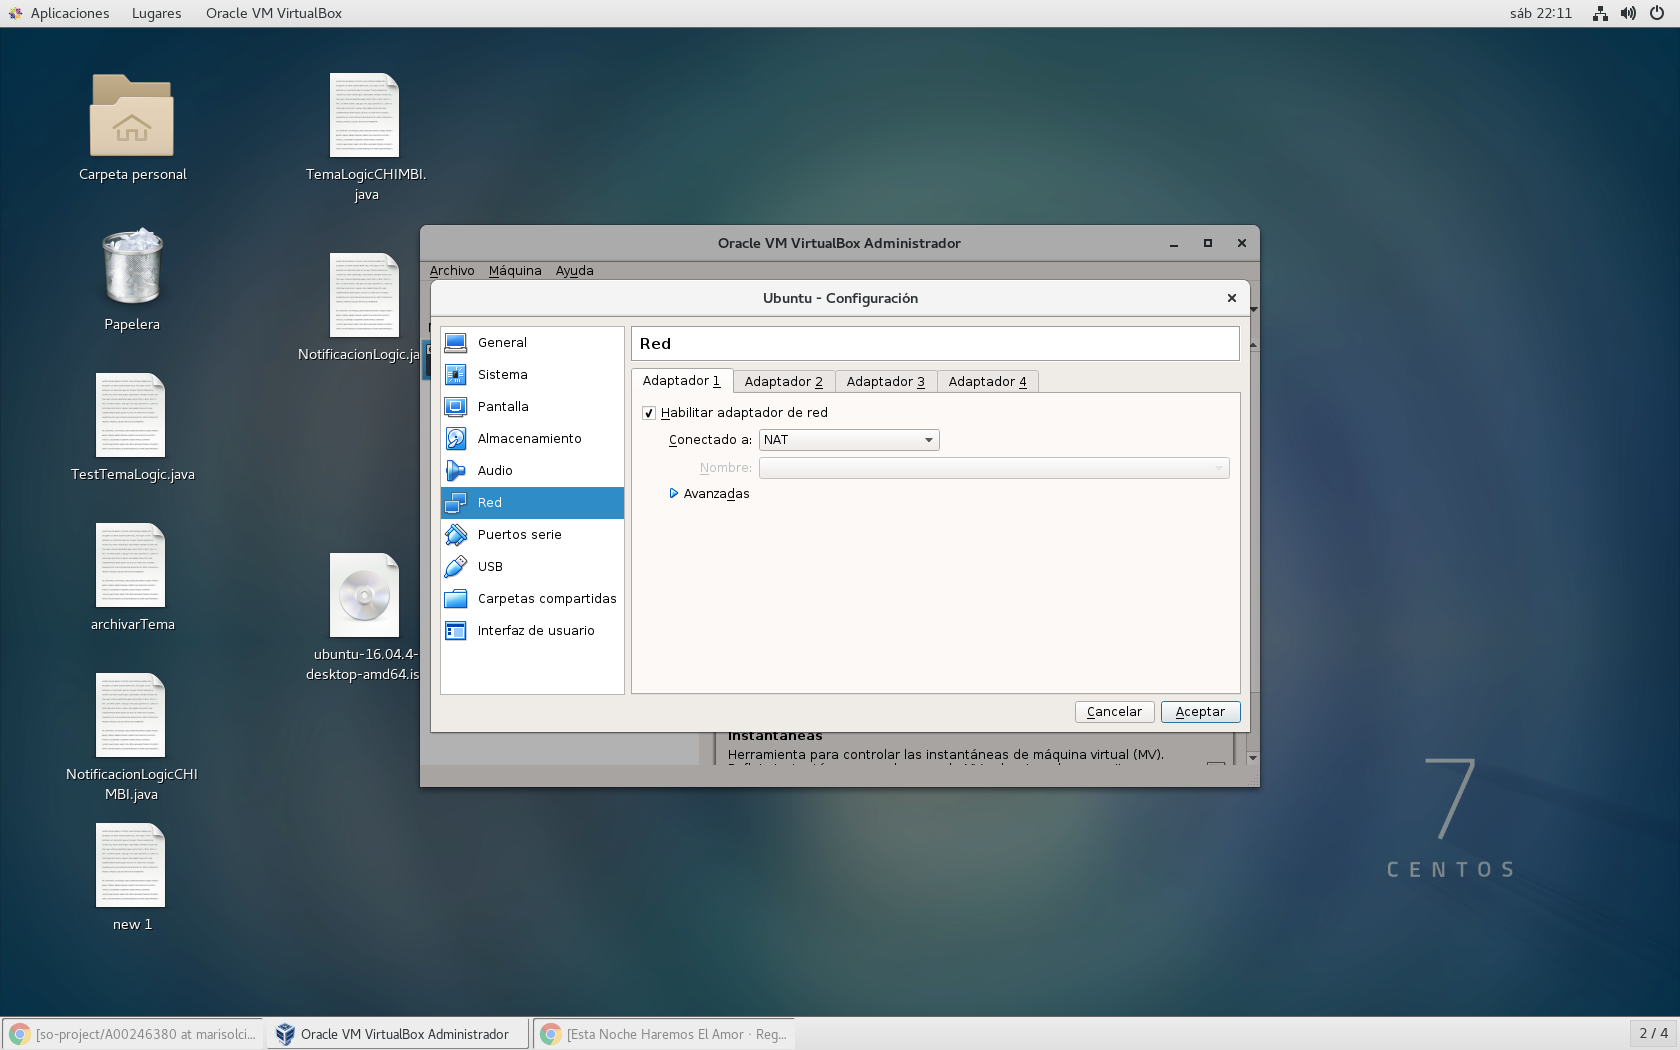 Aplicaciones Lugares Oracle VM VirtualBox sáb 22:11
Carpeta personal
TemaLogicCHIMBI.
java
Papelera
NotificacionLogic.ja
TestTemaLogic.java
archivarTema
ubuntu-16.04.4-
desktop-amd64.is
NotificacionLogicCHI
MBI.java
new 1
Oracle VM VirtualBox Administrador
Archivo Máquina Ayuda
Ubuntu - Configuración
General
Sistema
Pantalla
Almacenamiento
Audio
Red
Puertos serie
USB
Carpetas compartidas
Interfaz de usuario
Red
Adaptador 1 Adaptador 2 Adaptador 3 Adaptador 4
Habilitar adaptador de red
Conectado a: NAT
Nombre:
Avanzadas
Cancelar Aceptar
Instantáneas
Herramienta para controlar las instantáneas de máquina virtual (MV).
7
CENTOS
[so-project/A00246380 at marisolci... Oracle VM VirtualBox Administrador [Esta Noche Haremos El Amor · Reg... 2 / 4